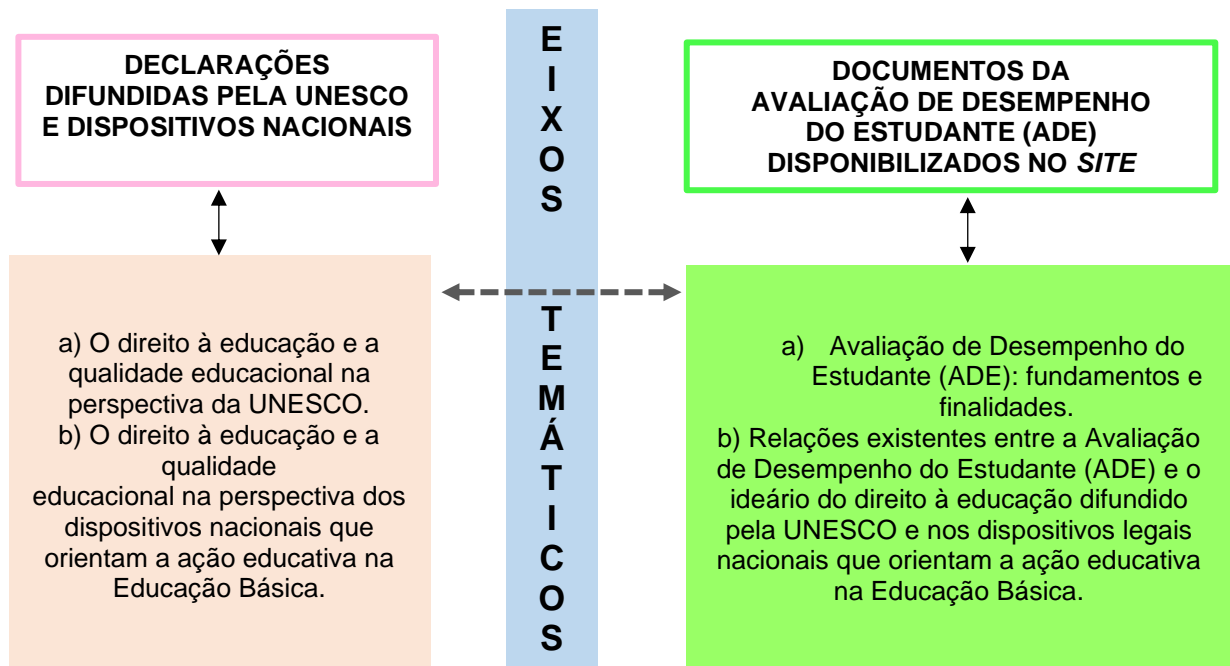 DECLARAÇÕES
DIFUNDIDAS PELA UNESCO
E DISPOSITIVOS NACIONAIS
a) O direito à educação e a
qualidade educacional na
perspectiva da UNESCO.
b) O direito à educação e a
qualidade
educacional na perspectiva dos
dispositivos nacionais que
orientam a ação educativa na
Educação Básica.
E
I
X
O
S
T
E
M
Á
T
I
C
O
S
DOCUMENTOS DA
AVALIAÇÃO DE DESEMPENHO
DO ESTUDANTE (ADE)
DISPONIBILIZADOS NO SITE
a) Avaliação de Desempenho do
Estudante (ADE): fundamentos e
finalidades.
b) Relações existentes entre a Avaliação
de Desempenho do Estudante (ADE) e o
ideário do direito à educação difundido
pela UNESCO e nos dispositivos legais
nacionais que orientam a ação educativa
na Educação Básica.